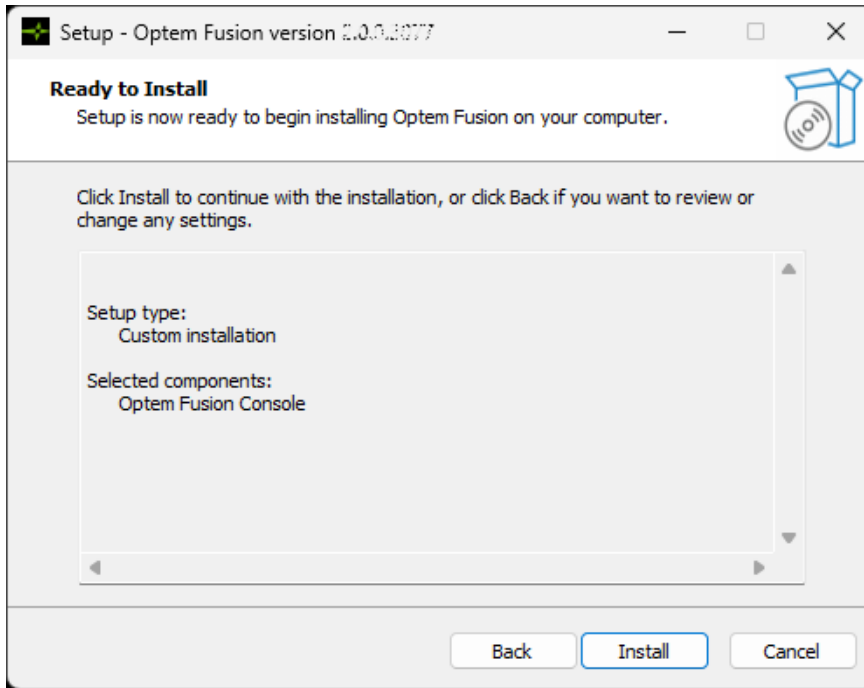 Setup - Optem Fusion version
Ready to Install
Setup is now ready to begin installing Optem Fusion on your computer.
Click Install to continue with the installation, or click Back if you want to review or
change any settings.
Setup type:
Custom installation
Selected components:
Optem Fusion Console
Back
Install
Cancel